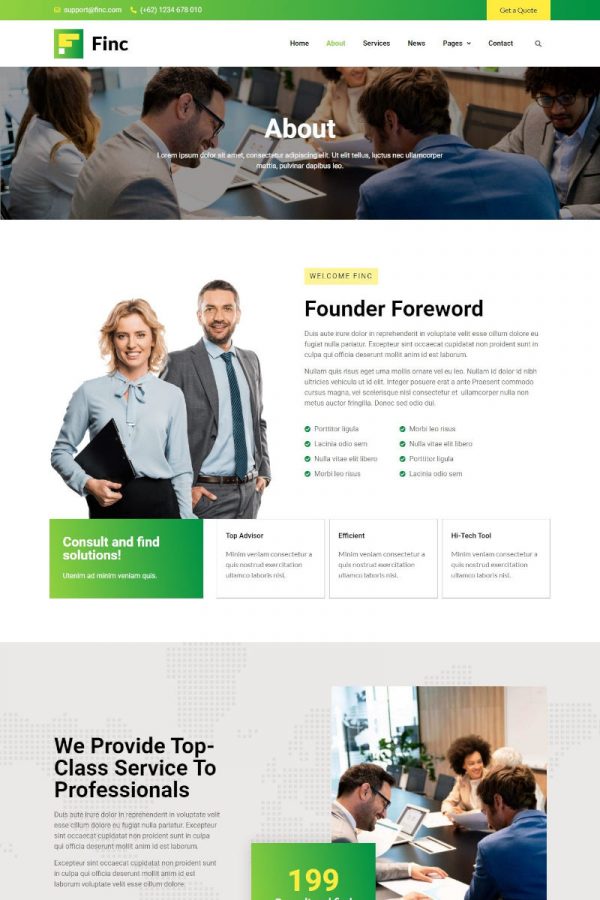 support@finc.com (+62) 1234 678 010 Get a Quote
Finc Home About Services News Pages Contact
About
Lorem ipsum dolor sit amet, consectetur adipiscing elit. Ut elit tellus, luctus nec ullamcorper
mattis, pulvinar dapibus leo.
WELCOME FINC
Founder Foreword
Duis aute irure dolor in reprehenderit in voluptate velit esse cillum dolore eu
fugiat nulla pariatur. Excepteur sint occaecat cupidatat non proident sunt in
culpa qui officia deserunt mollit anim id est laborum.
Nullam quis risus eget urna mollis ornare vel eu leo. Nullam id dolor id nibh
ultricies vehicula ut id elit. Integer posuere erat a ante Praesent commodo
cursus magna, vel scelerisque nisl consectetur et ullamcorper nulla non
metus auctor fringilla. Donec sed odio dui.
Porttitor ligula Morbi leo risus
Lacinia odio sem Nulla vitae elit libero
Nulla vitae elit libero Porttitor ligula
Morbi leo risus Lacinia odio sem
Consult and find
solutions!
Utenim ad minim veniam quis.
Top Advisor
Minim veniam consectetur a
quis nostrud exercitation
ullamco laboris nisi.
Efficient
Minim veniam consectetur a
quis nostrud exercitation
ullamco laboris nisi.
Hi-Tech Tool
Minim veniam consectetur a
quis nostrud exercitation
ullamco laboris nisi.
We Provide Top-
Class Service To
Professionals
Duis aute irure dolor in reprehenderit in voluptate velit
esse cillum dolore eu fugiat nulla pariatur. Excepteur
sint occaecat cupidatat non proident sunt in culpa
qui officia deserunt mollit anim id est laborum.
Excepteur sint occaecat cupidatat non proident sunt in
laborum voluptate velit esse cillum dolore.
199